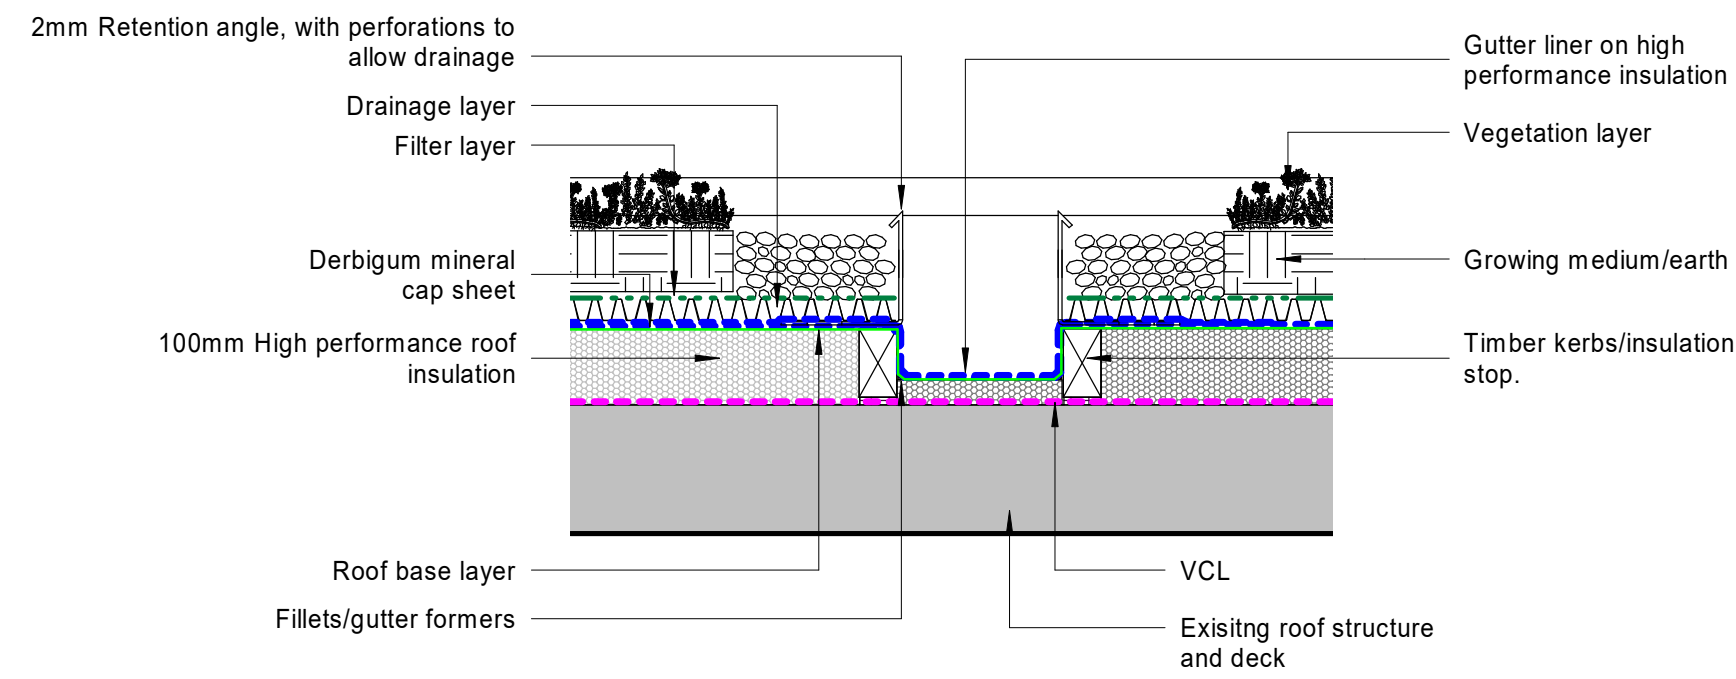 2mm Retention angle, with perforations to
allow drainage
Drainage layer
Filter layer
Derbigum mineral
cap sheet
100mm High performance roof
insulation
Roof base layer
Fillets/gutter formers
Gutter liner on high
performance insulation
Vegetation layer
Growing medium/earth
Timber kerbs/insulation
stop.
VCL
Exisitng roof structure
and deck